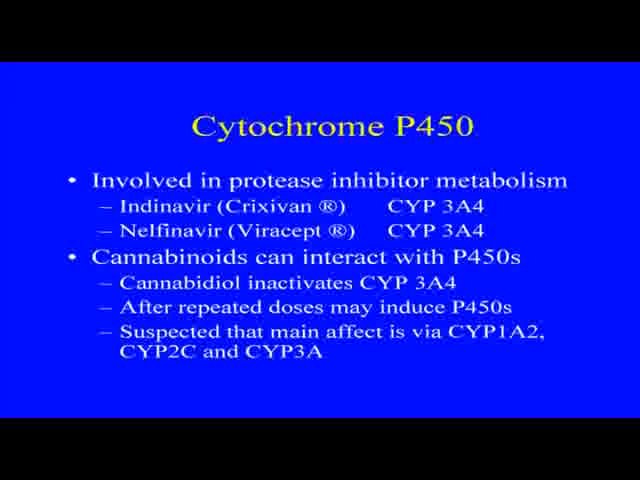 Cytochrome P450
• Involved in protease inhibitor metabolism
– Indinavir (Crixivan ®) CYP 3A4
– Nelfinavir (Viracept ®) CYP 3A4
• Cannabinoids can interact with P450s
– Cannabidiol inactivates CYP 3A4
– After repeated doses may induce P450s
– Suspected that main affect is via CYP1A2,
CYP2C and CYP3A